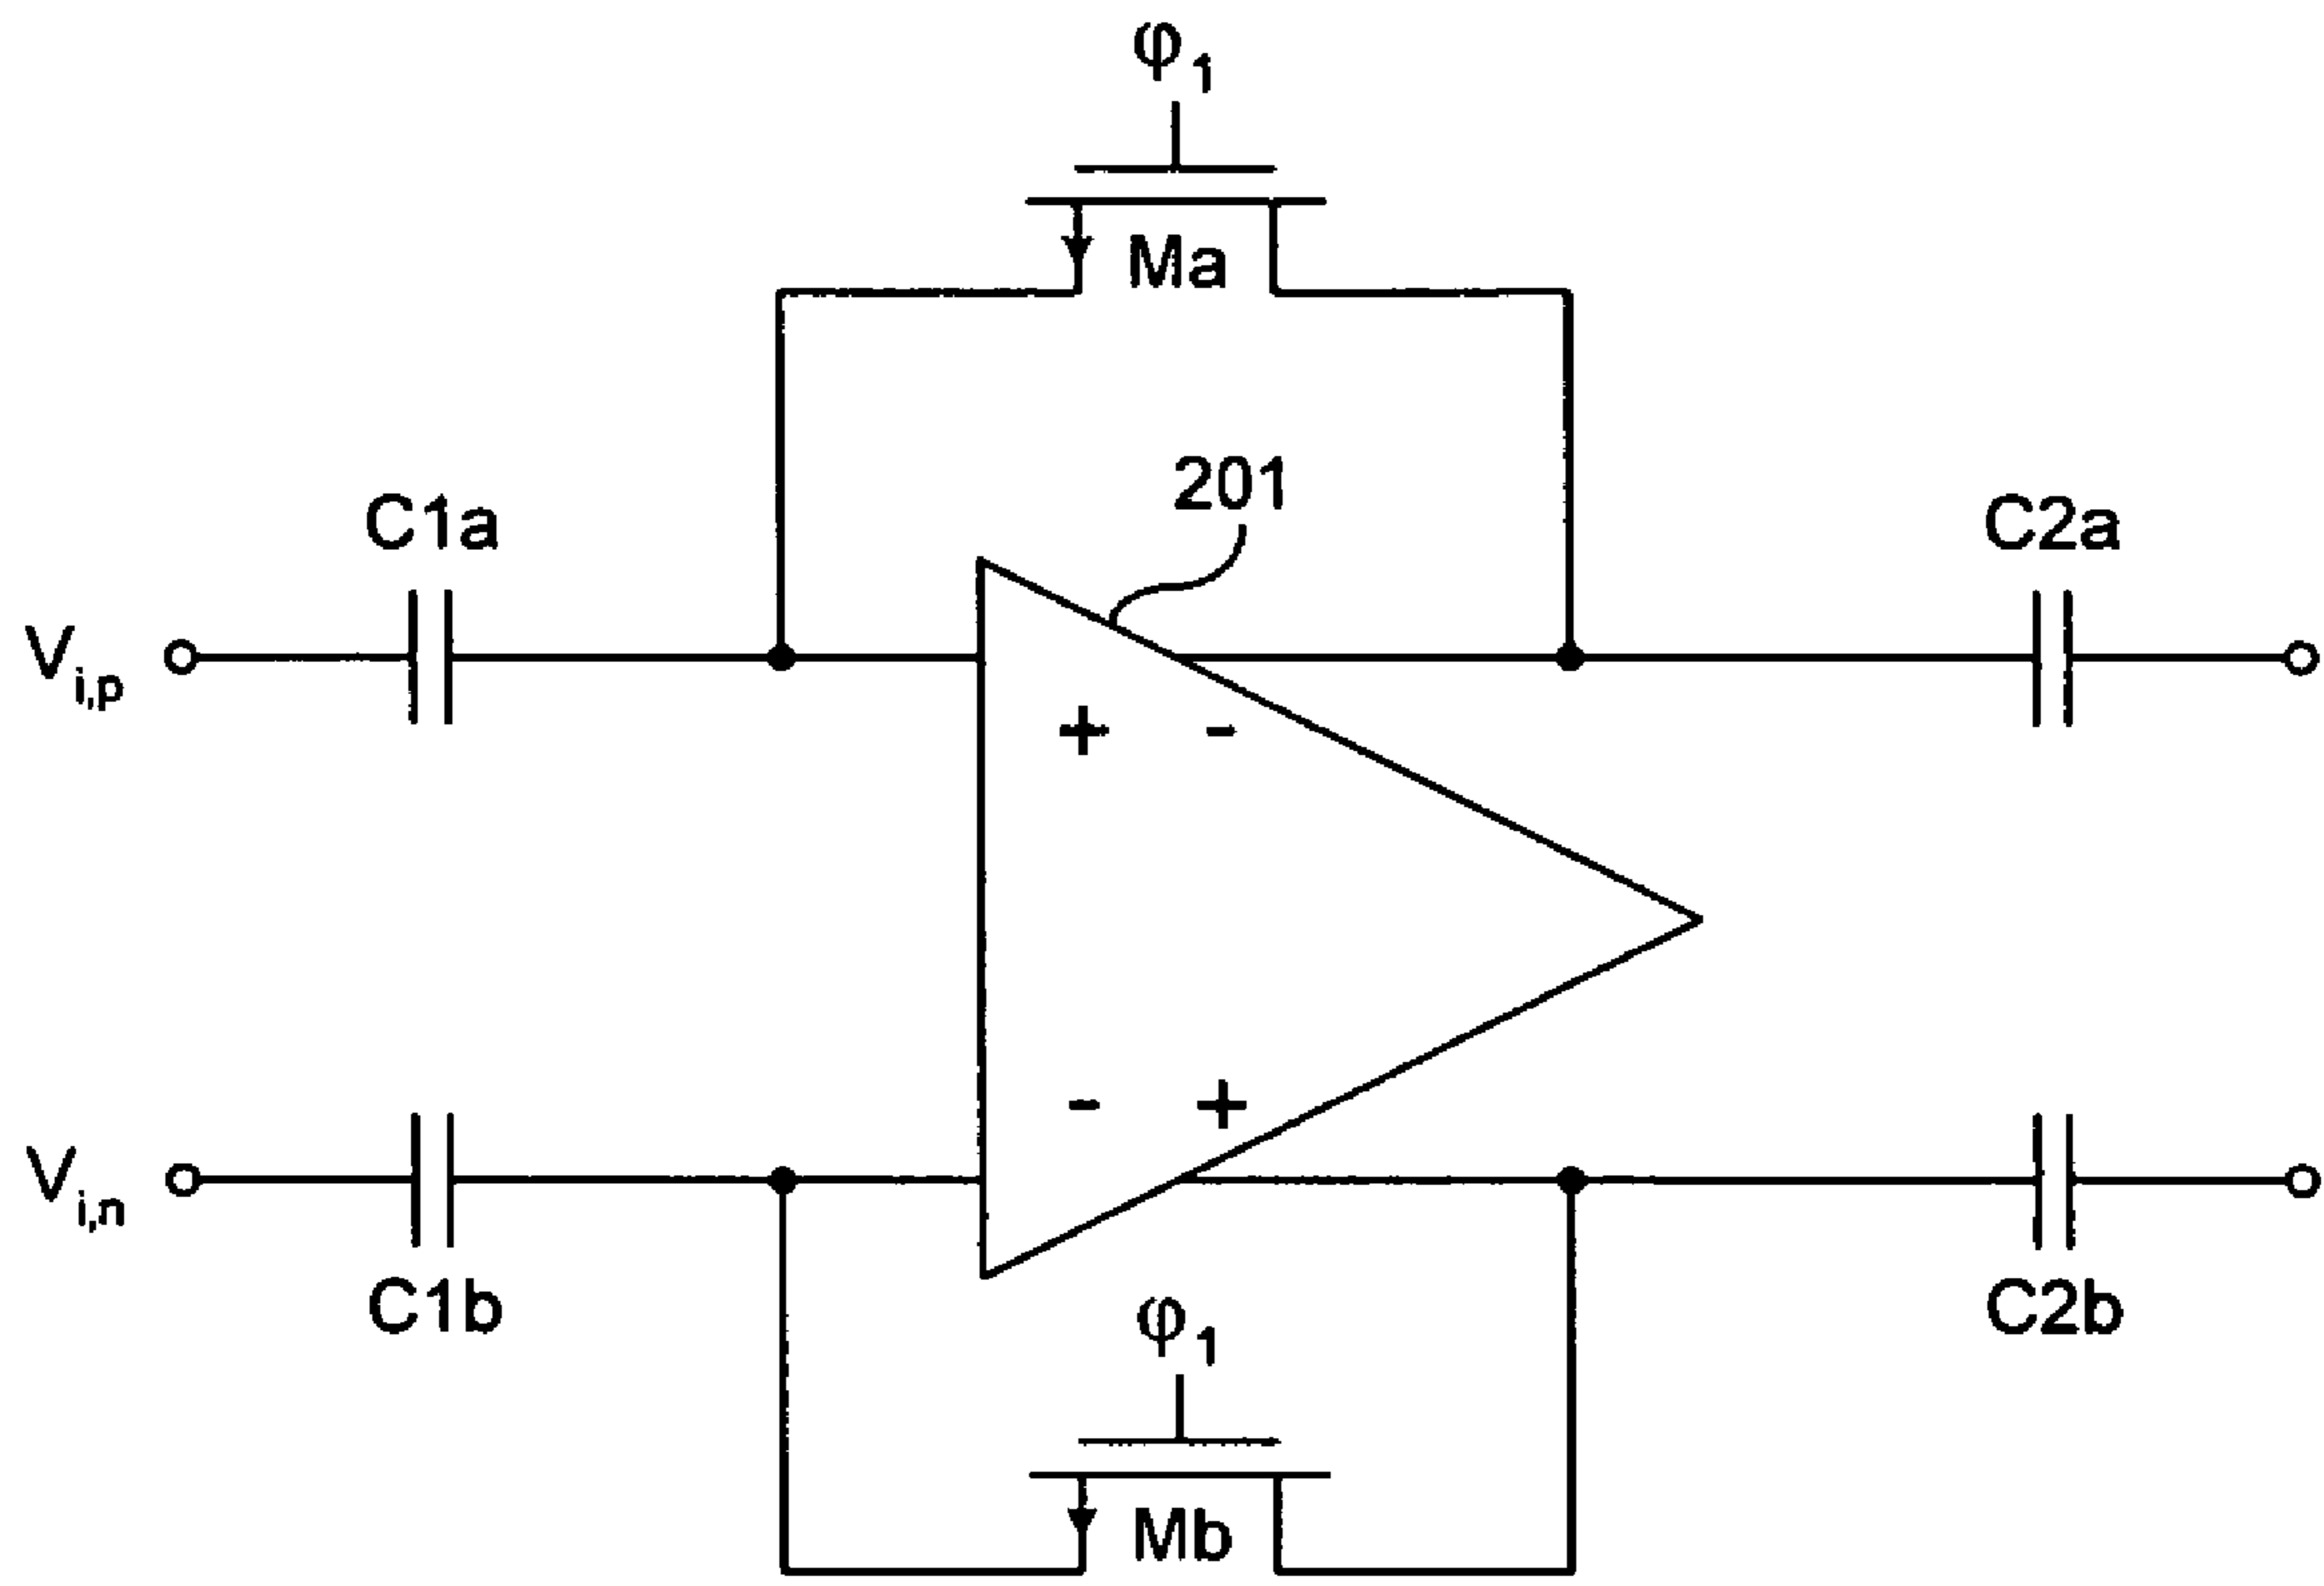 φ1
Ma
201
C1a
C2a
Vi,p
+ -
- +
Vi,n
C1b
C2b
φ1
Mb